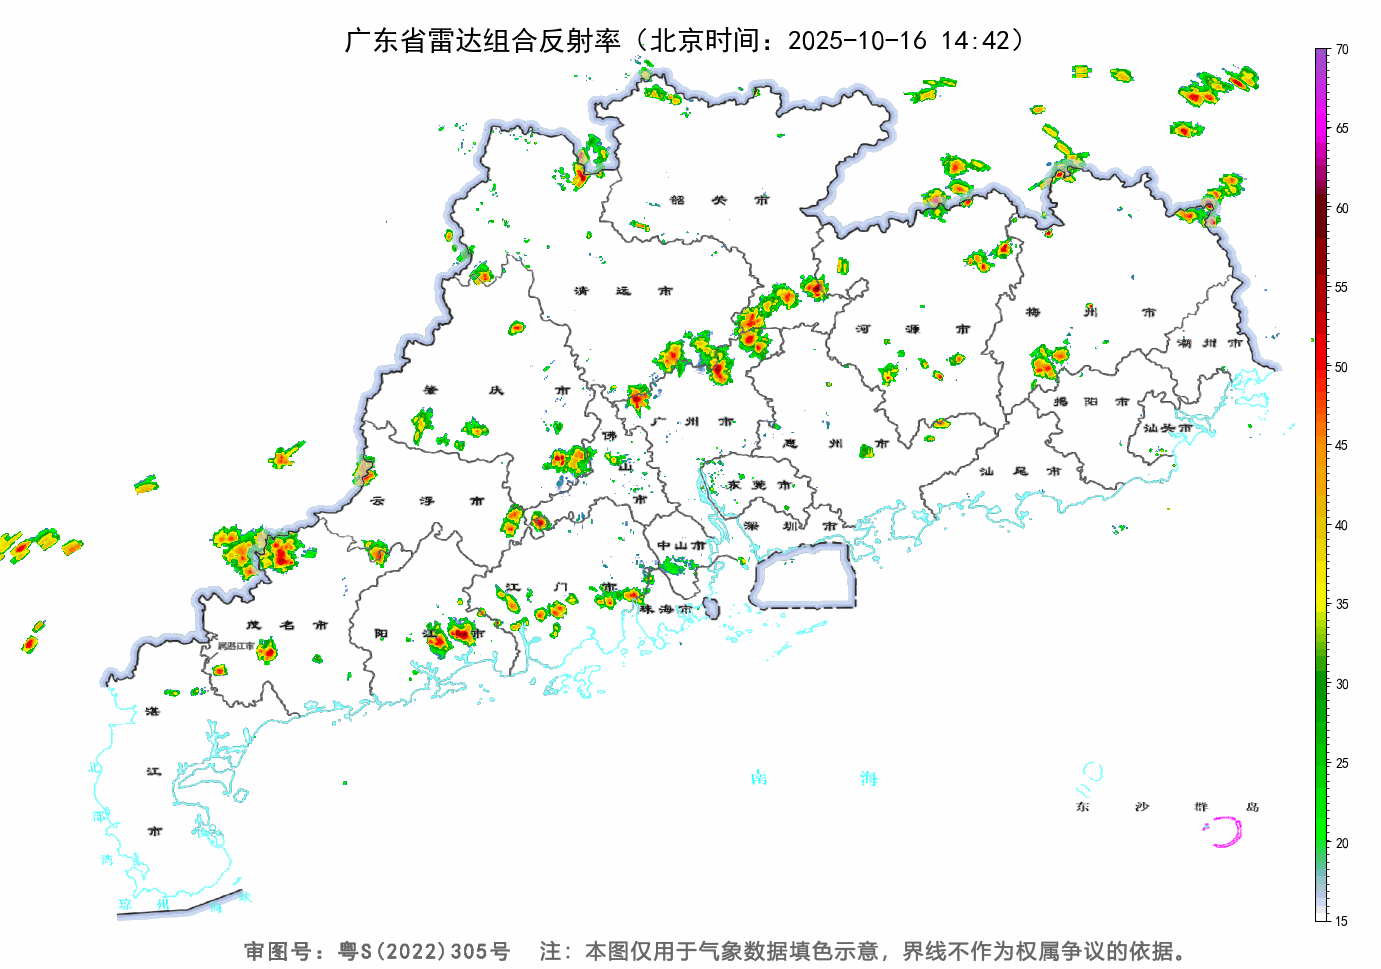 广东省雷达组合反射率（北京时间：2025-10-16 14:42）
70
65
60
55
50
45
40
35
30
25
20
15
韶关市
清远市
河源市
梅州市
潮州市
肇庆市
广州市
佛山市
惠州市
揭阳市
汕头市
汕尾市
东莞市
深圳市
云浮市
中山市
江门市
珠海市
茂名市
阳江市
属湛江市
湛江市
北部湾
琼州海峡
南海
东沙群岛
审图号：粤S(2022)305号 注：本图仅用于气象数据填色示意，界线不作为权属争议的依据。